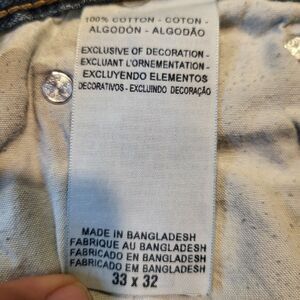 100% COTTON - COTON -
ALGODÓN - ALGODÃO
EXCLUSIVE OF DECORATION -
EXCLUANT L'ORNEMENTATION -
EXCLUYENDO ELEMENTOS
DECORATIVOS - EXCLUINDO DECORAÇÃO
MADE IN BANGLADESH
FABRIQUE AU BANGLADESH
FABRICADO EN BANGLADESH
FABRICADO EM BANGLADESH
33 x 32